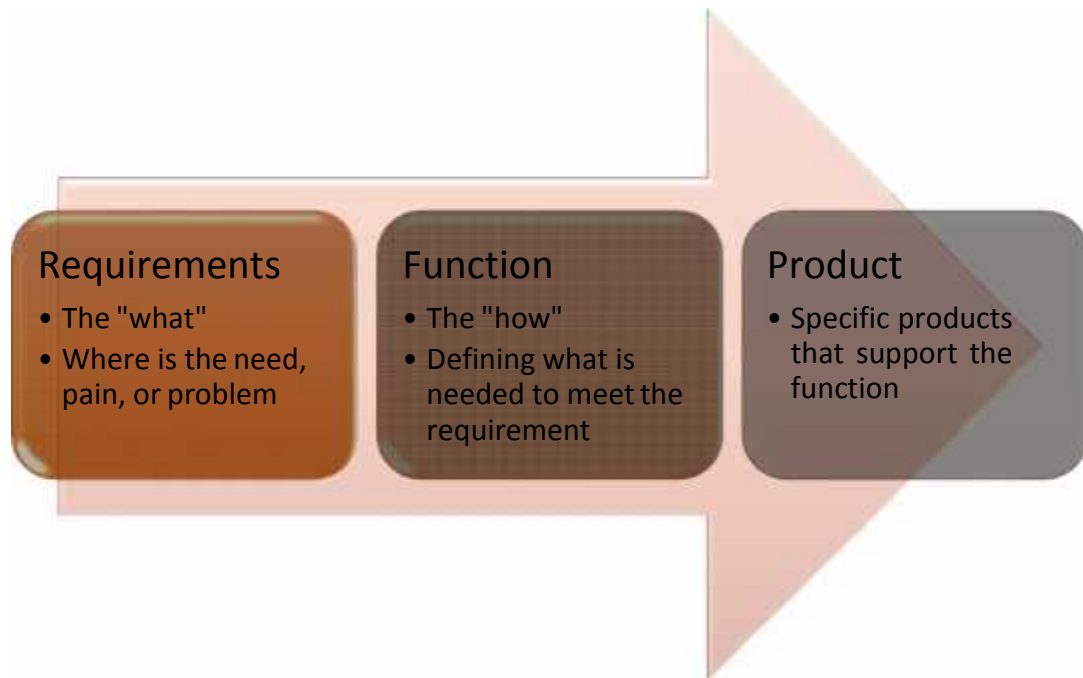 Requirements
• The "what"
• Where is the need,
pain, or problem
Function
• The "how"
• Defining what is
needed to meet the
requirement
Product
• Specific products
that support the
function